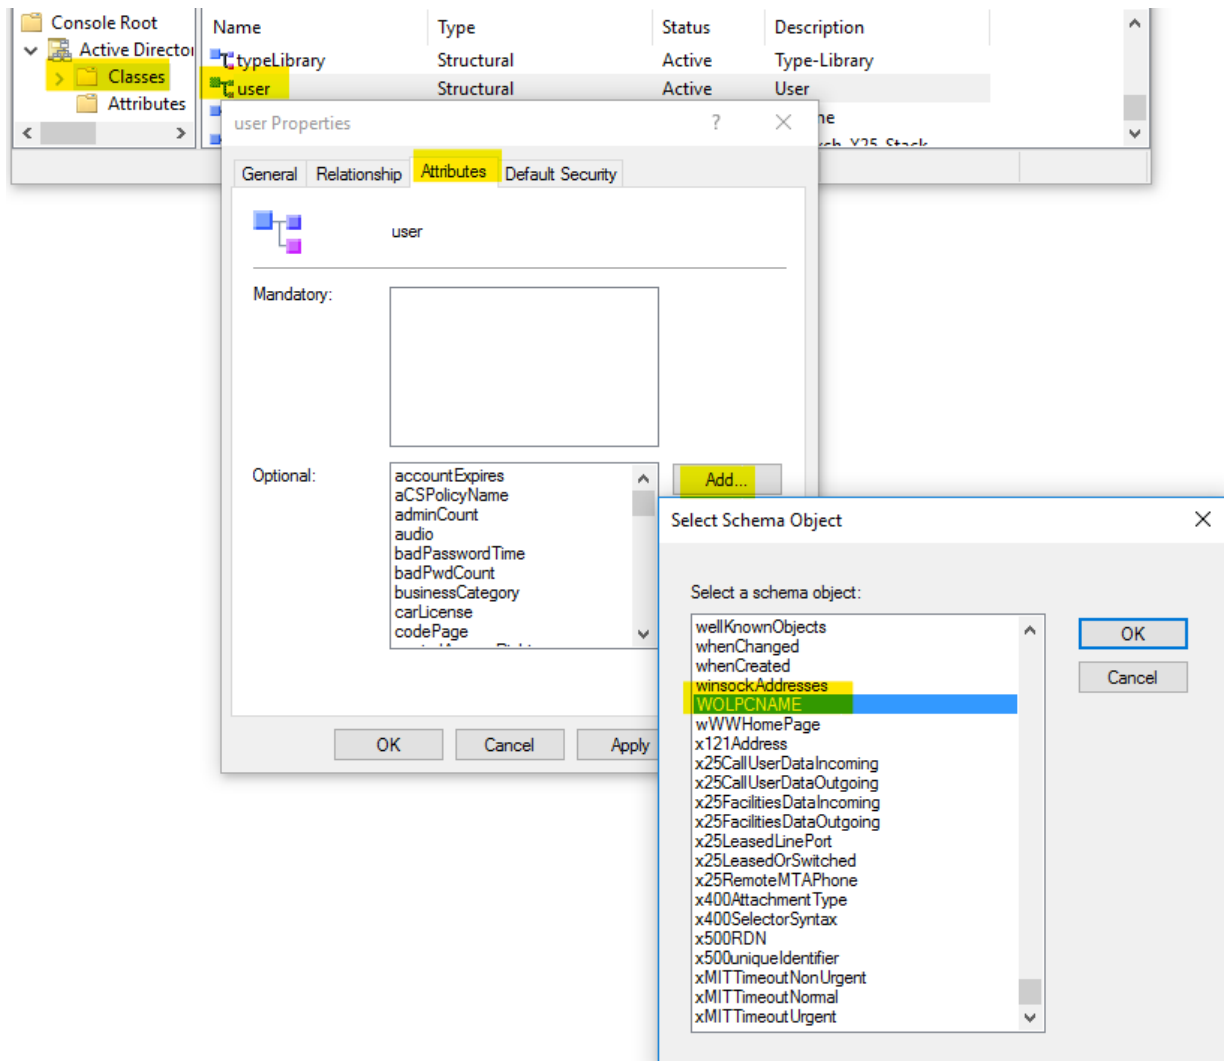 Console Root
Name Type Status Description
Active Director
typeLibrary Structural Active Type-Library
Classes
user Structural Active User
Attributes
user Properties ?
General Relationship Attributes Default Security
user
Mandatory:
Optional:
accountExpires
aCSPolicyName
adminCount
audio
badPasswordTime
badPwdCount
businessCategory
carLicense
codePage
Add...
OK Cancel Apply
Select Schema Object
Select a schema object:
wellKnownObjects
whenChanged
whenCreated
winsockAddresses
WOLPCNAME
wWWHomePage
x121Address
x25CallUserDataIncoming
x25CallUserDataOutgoing
x25FacilitiesDataIncoming
x25FacilitiesDataOutgoing
x25LeasedLinePort
x25LeasedOrSwitched
x25RemoteMTAPhone
x400AttachmentType
x400SelectorSyntax
x500RDN
x500uniqueIdentifier
xMITTimeoutNonUrgent
xMITTimeoutNormal
xMITTimeoutUrgent
OK
Cancel